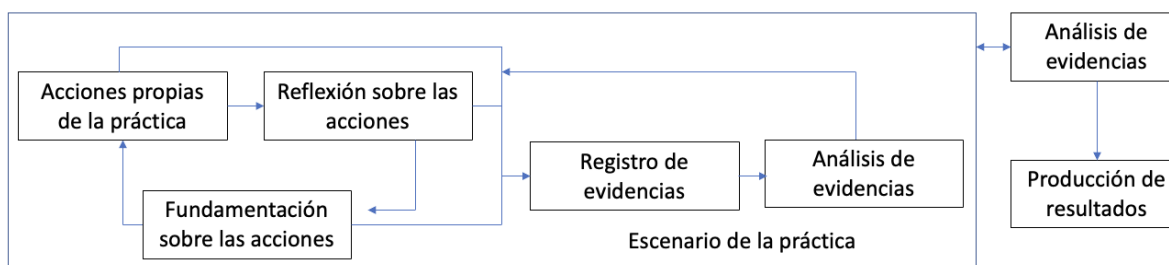 Acciones propias
de la práctica
Reflexión sobre las
acciones
Fundamentación
sobre las acciones
Registro de
evidencias
Análisis de
evidencias
Escenario de la práctica
Análisis de
evidencias
Producción de
resultados